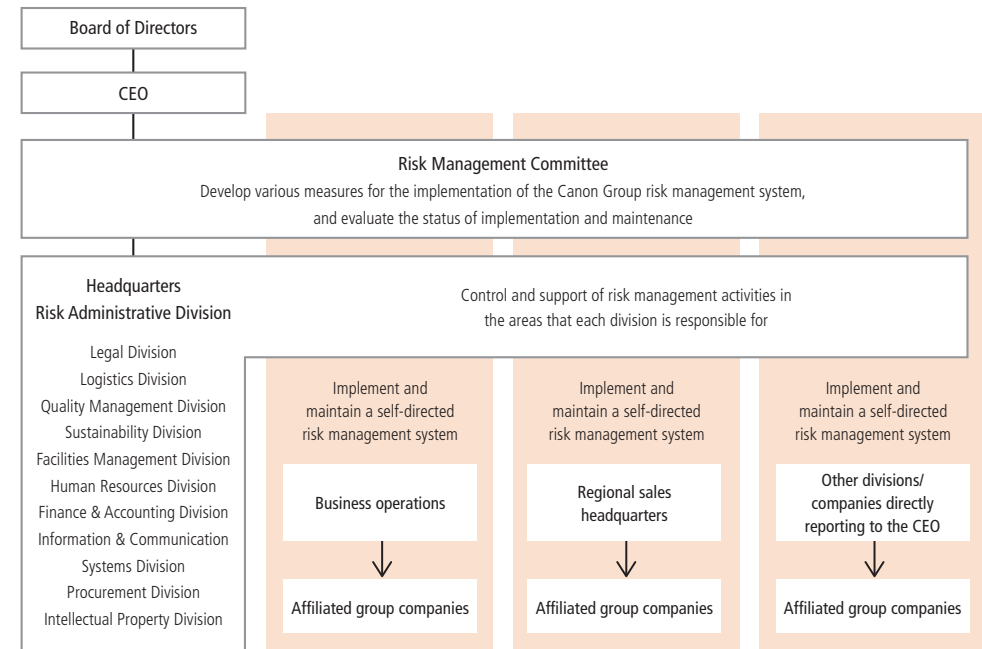 Board of Directors
CEO
Risk Management Committee
Develop various measures for the implementation of the Canon Group risk management system,
and evaluate the status of implementation and maintenance
Headquarters
Risk Administrative Division
Legal Division
Logistics Division
Quality Management Division
Sustainability Division
Facilities Management Division
Human Resources Division
Finance & Accounting Division
Information & Communication
Systems Division
Procurement Division
Intellectual Property Division
Control and support of risk management activities in
the areas that each division is responsible for
Implement and
maintain a self-directed
risk management system
Business operations
Affiliated group companies
Implement and
maintain a self-directed
risk management system
Regional sales
headquarters
Affiliated group companies
Implement and
maintain a self-directed
risk management system
Other divisions/
companies directly
reporting to the CEO
Affiliated group companies